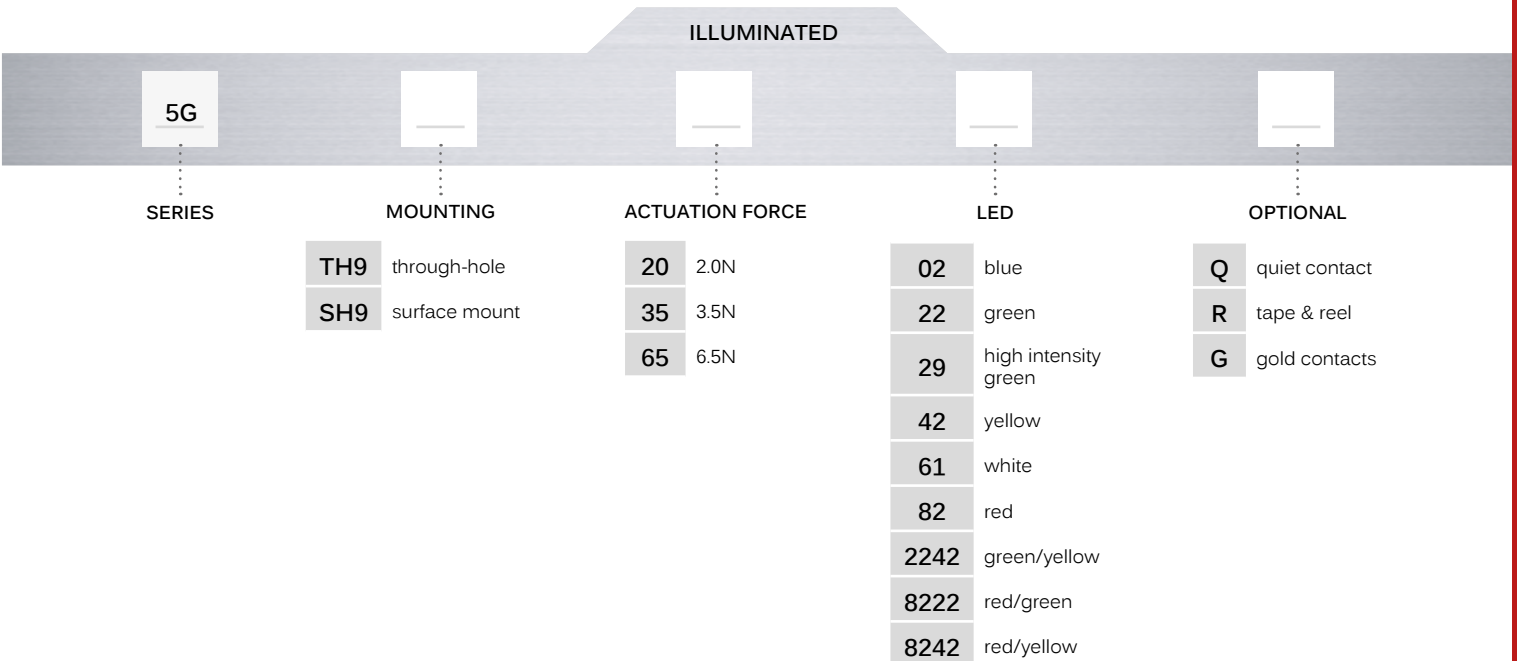 ILLUMINATED
5G
SERIES
MOUNTING
TH9 through-hole
SH9 surface mount
ACTUATION FORCE
20 2.0N
35 3.5N
65 6.5N
LED
02 blue
22 green
29 high intensity
green
42 yellow
61 white
82 red
2242 green/yellow
8222 red/green
8242 red/yellow
OPTIONAL
Q quiet contact
R tape & reel
G gold contacts